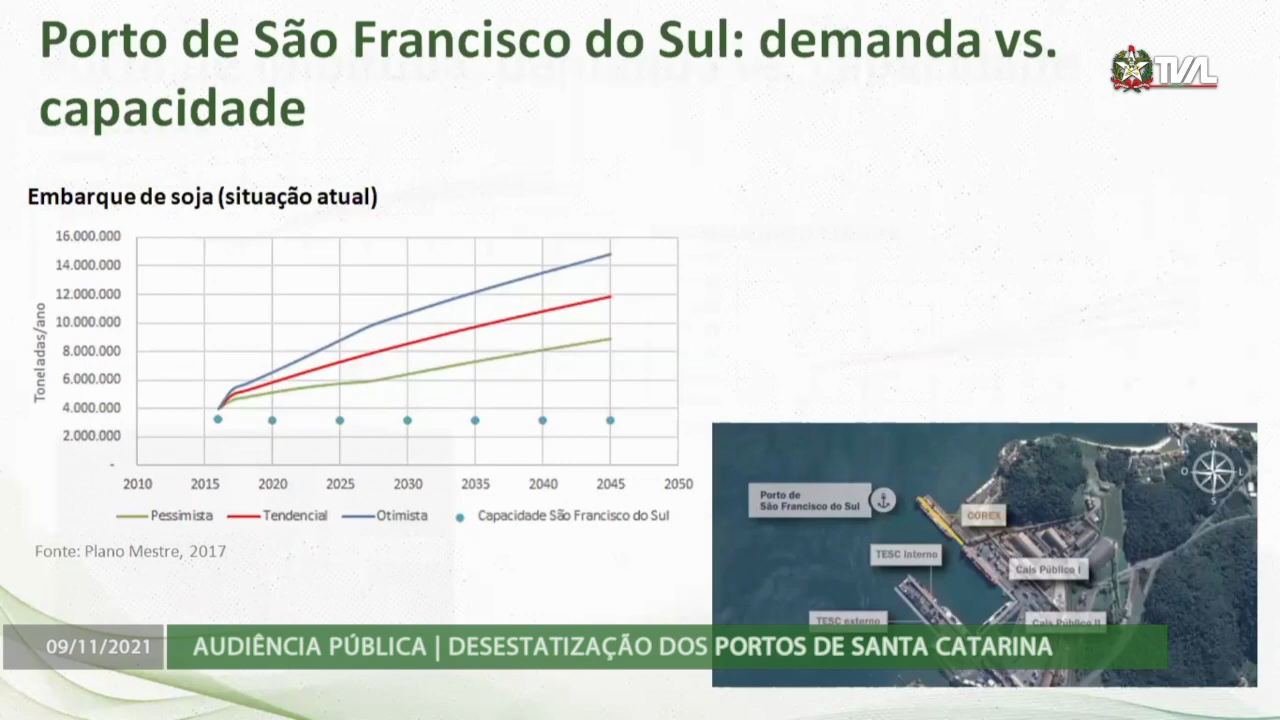 Porto de São Francisco do Sul: demanda vs.
capacidade
TVAL
Embarque de soja (situação atual)
16.000.000
14.000.000
12.000.000
10.000.000
8.000.000
6.000.000
4.000.000
2.000.000
-
Toneladas/ano
2010 2015 2020 2025 2030 2035 2040 2045 2050
Pessimista Tendencial Otimista Capacidade São Francisco do Sul
Fonte: Plano Mestre, 2017
Porto de
São Francisco do Sul
COREX
TESC Interno
Cais Público I
TESC externo
Cais Público II
N
O
L
S
09/11/2021
AUDIÊNCIA PÚBLICA | DESESTATIZAÇÃO DOS PORTOS DE SANTA CATARINA